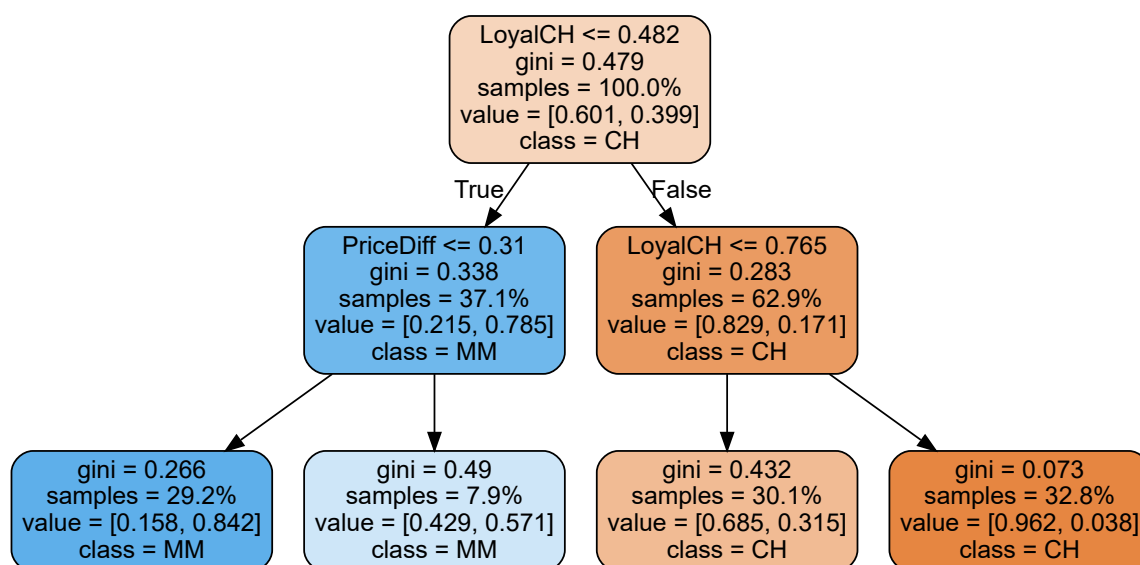 LoyalCH <= 0.482
gini = 0.479
samples = 100.0%
value = [0.601, 0.399]
class = CH
True
False
PriceDiff <= 0.31
gini = 0.338
samples = 37.1%
value = [0.215, 0.785]
class = MM
LoyalCH <= 0.765
gini = 0.283
samples = 62.9%
value = [0.829, 0.171]
class = CH
gini = 0.266
samples = 29.2%
value = [0.158, 0.842]
class = MM
gini = 0.49
samples = 7.9%
value = [0.429, 0.571]
class = MM
gini = 0.432
samples = 30.1%
value = [0.685, 0.315]
class = CH
gini = 0.073
samples = 32.8%
value = [0.962, 0.038]
class = CH